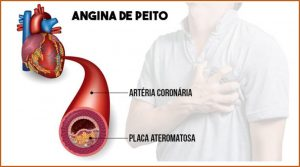 ANGINA DE PEITO
ARTÉRIA CORONÁRIA
PLACA ATEROMATOSA